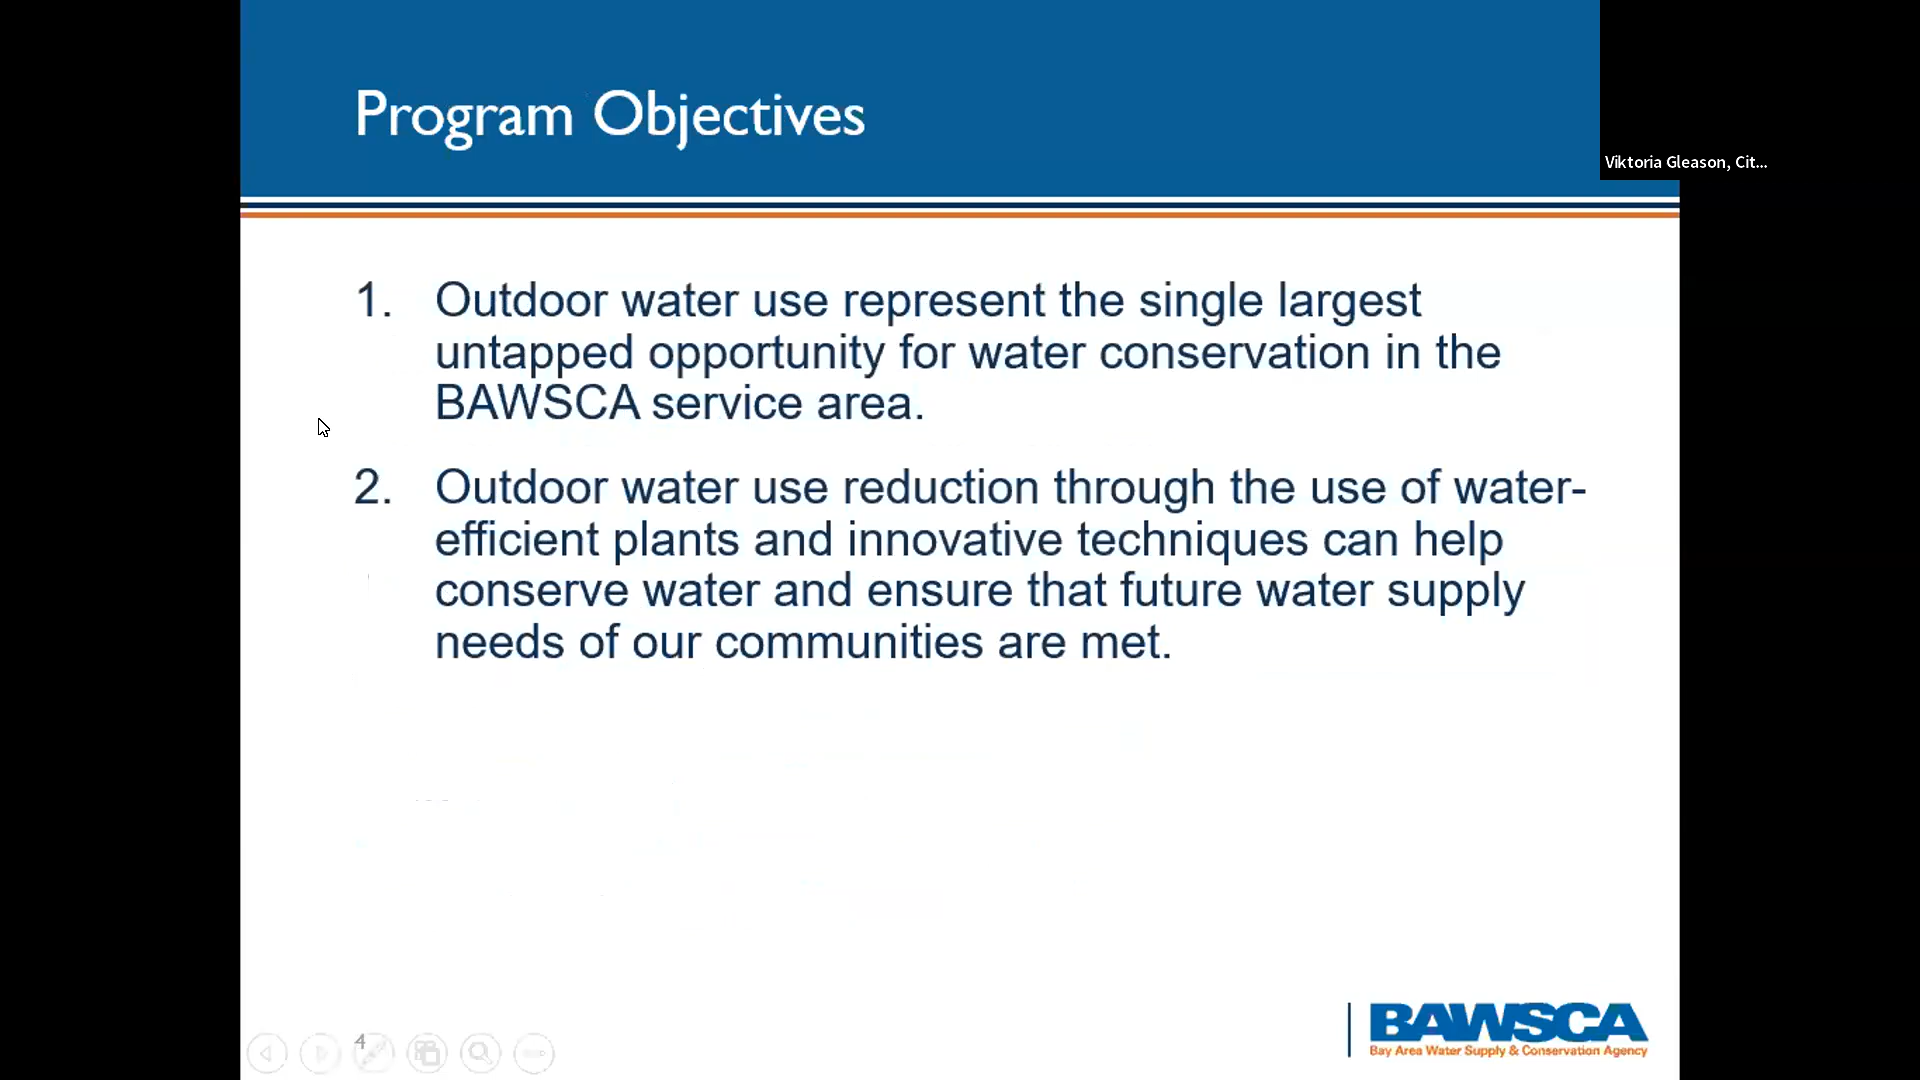 Program Objectives
Viktoria Gleason, Cit...
1. Outdoor water use represent the single largest
untapped opportunity for water conservation in the
BAWSCA service area.
2. Outdoor water use reduction through the use of water-
efficient plants and innovative techniques can help
conserve water and ensure that future water supply
needs of our communities are met.
4
BAWSCA
Bay Area Water Supply & Conservation Agency